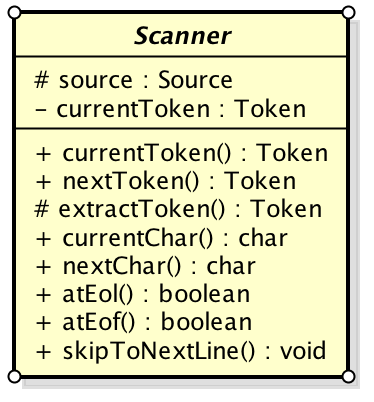 Scanner
# source : Source
– currentToken : Token
+ currentToken() : Token
+ nextToken() : Token
# extractToken() : Token
+ currentChar() : char
+ nextChar() : char
+ atEol() : boolean
+ atEof() : boolean
+ skipToNextLine() : void